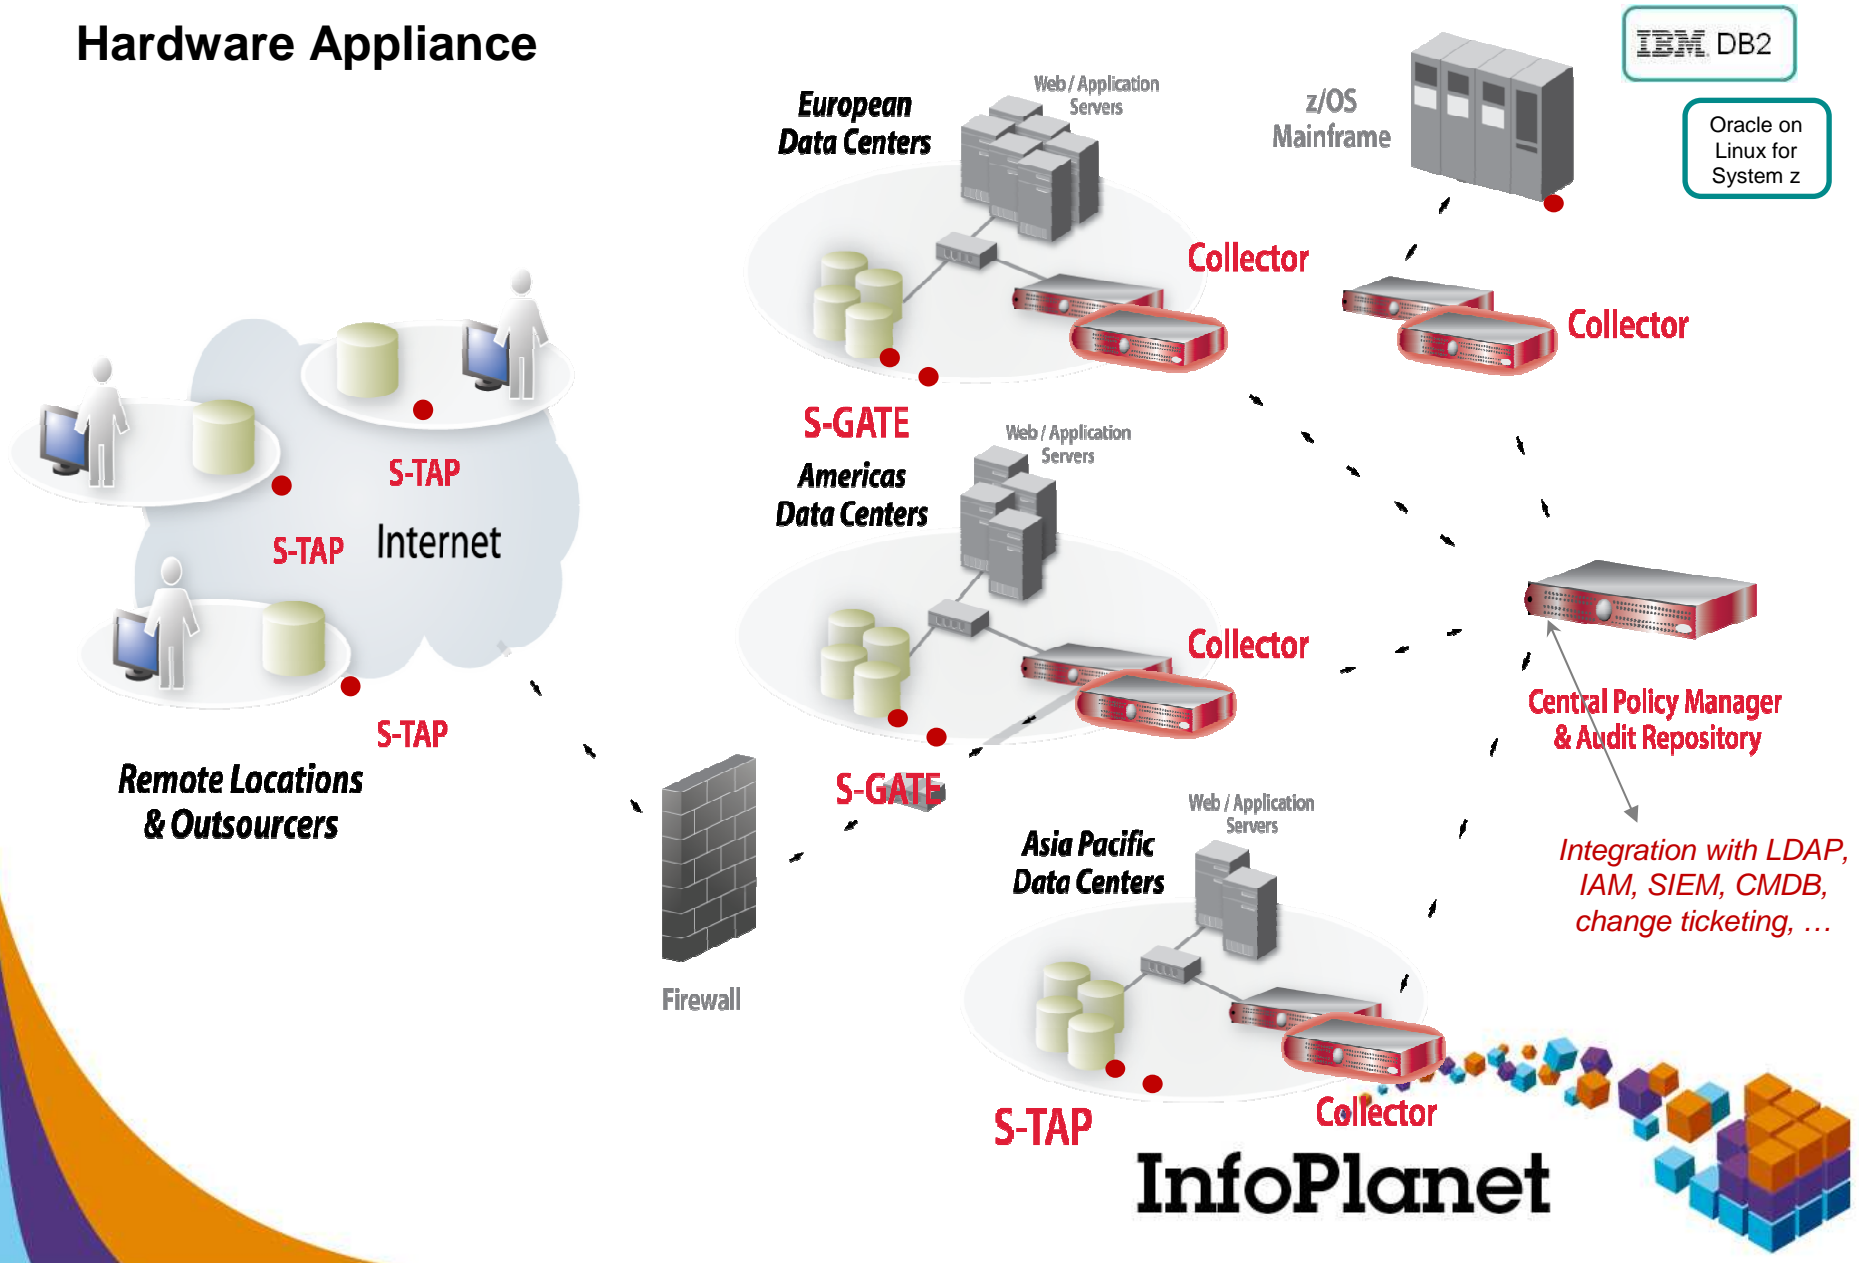 Hardware Appliance
IBM DB2
Oracle on
Linux for
System z
Web / Application
Servers
European
Data Centers
z/OS
Mainframe
Collector
Collector
S-GATE
Web / Application
Servers
Americas
Data Centers
S-TAP
S-TAP
Internet
Collector
Central Policy Manager
& Audit Repository
S-TAP
Remote Locations
& Outsourcers
S-GATE
Web / Application
Servers
Asia Pacific
Data Centers
Integration with LDAP,
IAM, SIEM, CMDB,
change ticketing, …
Firewall
S-TAP
Collector
InfoPlanet